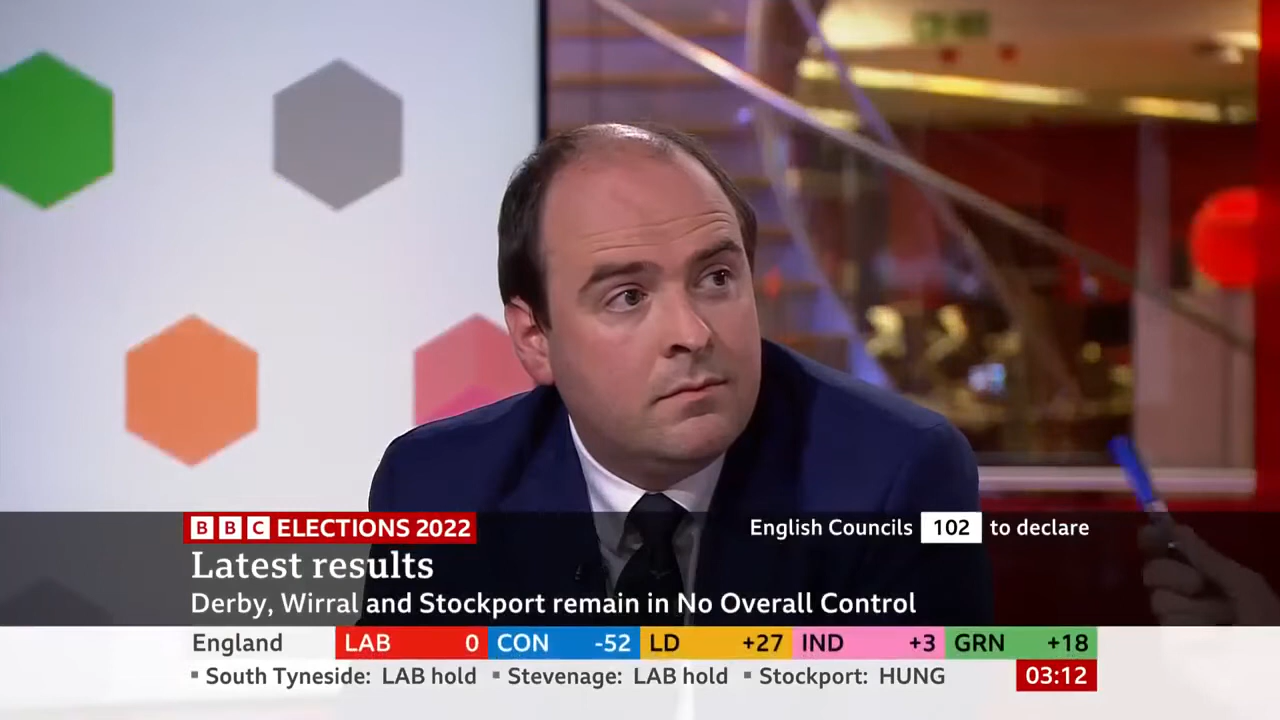 BBC ELECTIONS 2022
English Councils 102 to declare
Latest results
Derby, Wirral and Stockport remain in No Overall Control
England LAB 0 CON -52 LD +27 IND +3 GRN +18
▪ South Tyneside: LAB hold ▪ Stevenage: LAB hold ▪ Stockport: HUNG 03:12